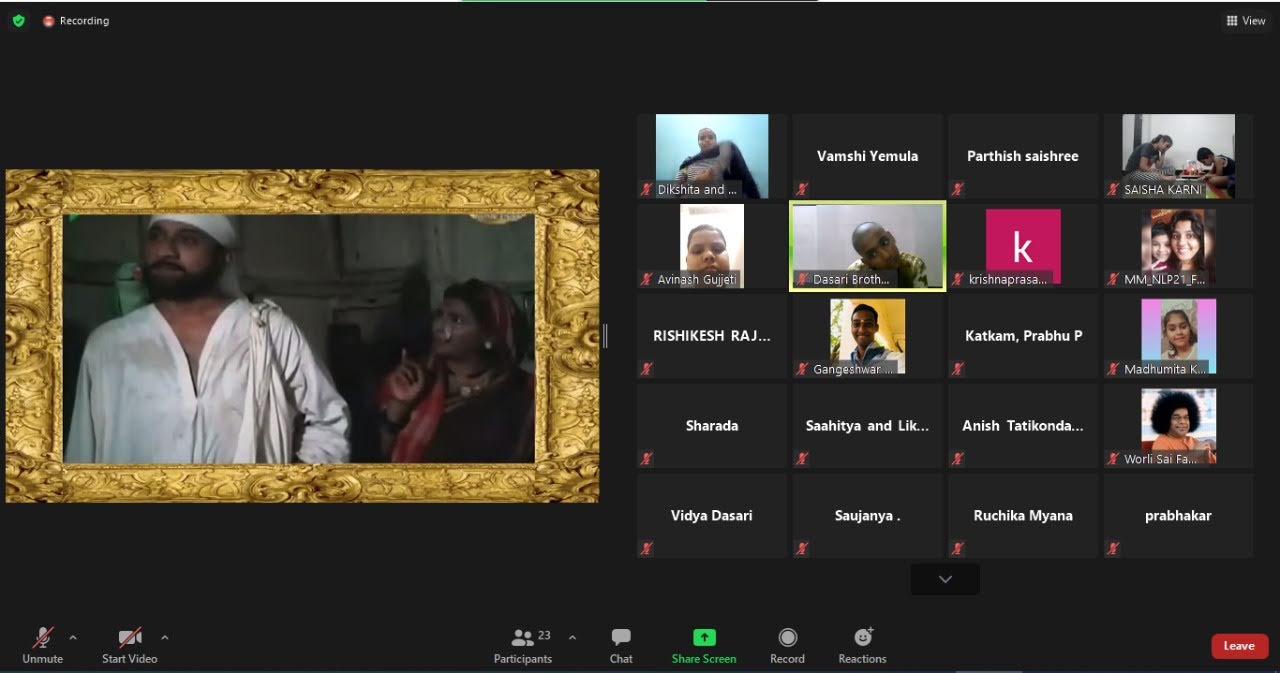 Recording
View
Dikshita and ...
Vamshi Yemula
Parthish saishree
SAISHA KARNI
Avinash Gujjeti
Dasari Broth...
k
krishnaprasa...
MM_NLP21_F...
RISHIKESH RAJ...
Gangeshwar ...
Katkam, Prabhu P
Madhumita K...
Sharada
Saahitya and Lik...
Anish Tatikonda...
Worli Sai Fa...
Vidya Dasari
Saujanya .
Ruchika Myana
prabhakar
Unmute
Start Video
23
Participants
Chat
Share Screen
Record
Reactions
Leave